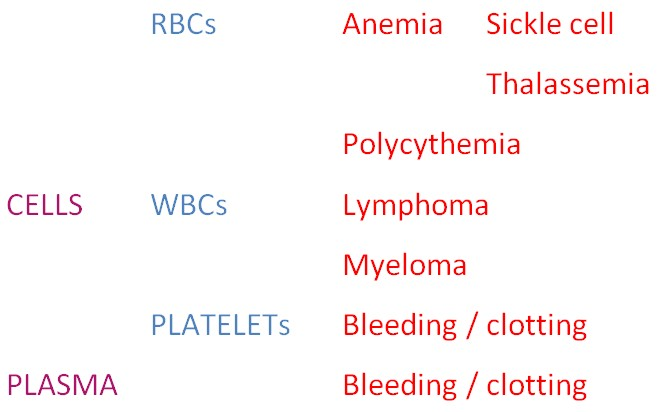 RBCs Anemia Sickle cell
Thalassemia
Polycythemia
CELLS WBCs Lymphoma
Myeloma
PLATELETs Bleeding / clotting
PLASMA Bleeding / clotting